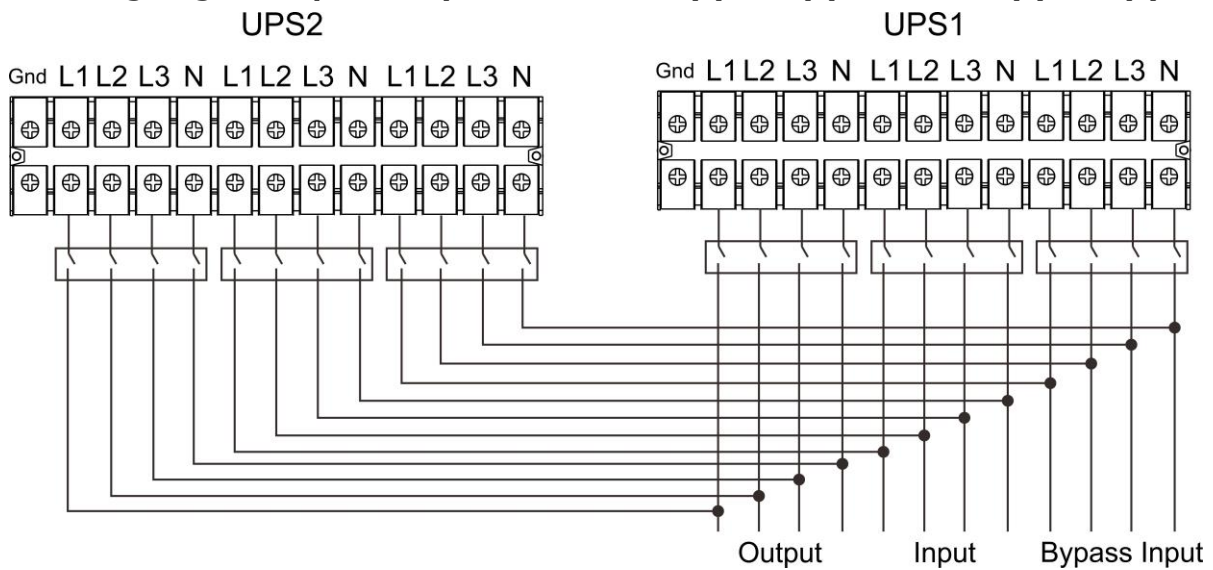 UPS2
UPS1
Gnd L1 L2 L3 N L1 L2 L3 N L1 L2 L3 N
Gnd L1 L2 L3 N L1 L2 L3 N L1 L2 L3 N
Output
Input
Bypass Input